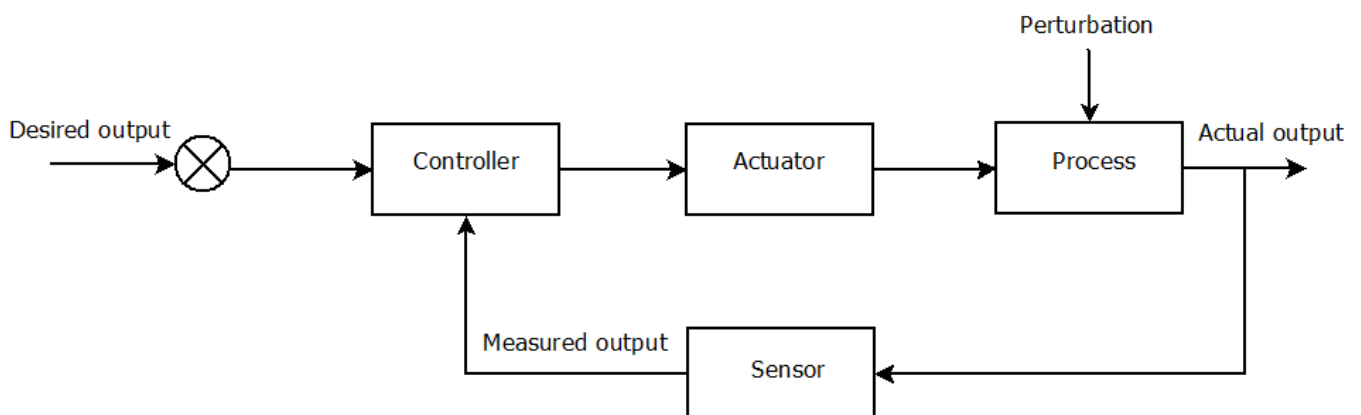 Perturbation
Desired output
Controller
Actuator
Process
Actual output
Measured output
Sensor